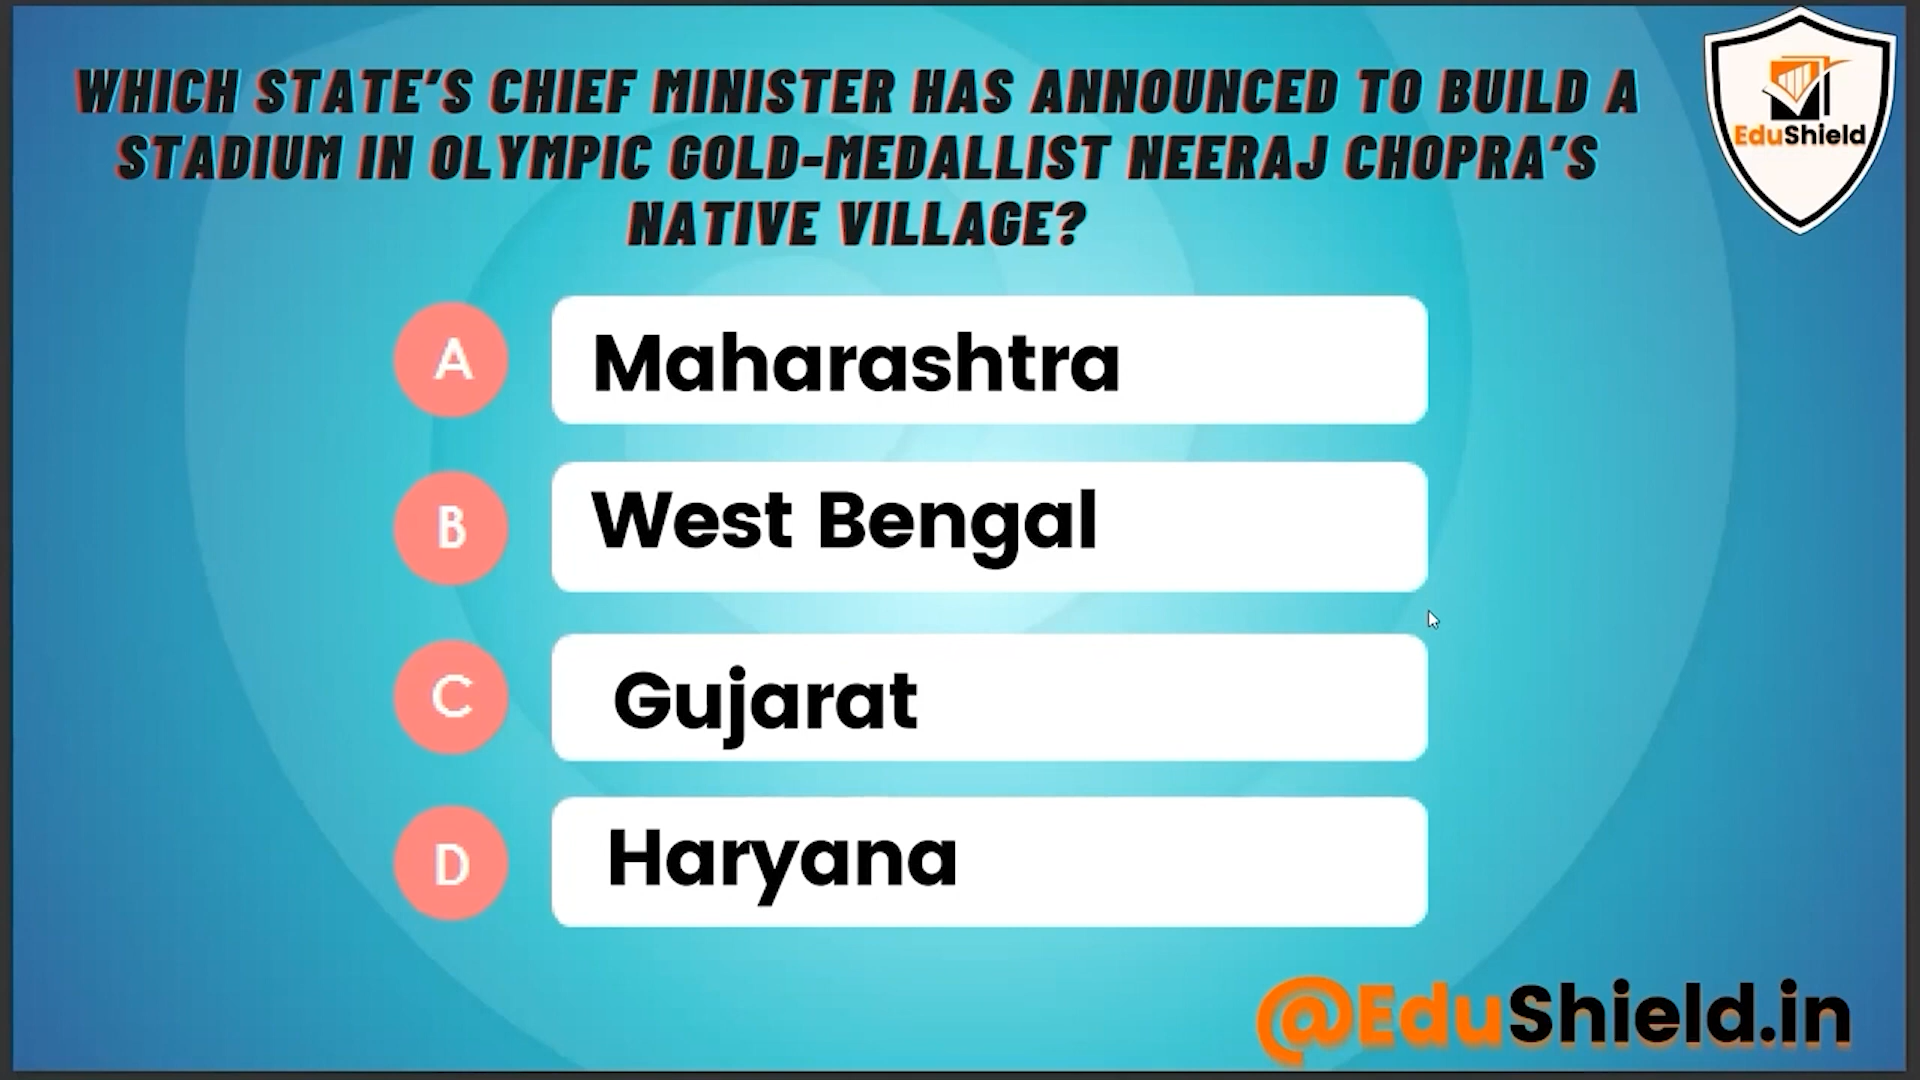 WHICH STATE'S CHIEF MINISTER HAS ANNOUNCED TO BUILD A
STADIUM IN OLYMPIC GOLD-MEDALLIST NEERAJ CHOPRA'S
NATIVE VILLAGE?
EduShield
A Maharashtra
B West Bengal
C Gujarat
D Haryana
@EduShield.in